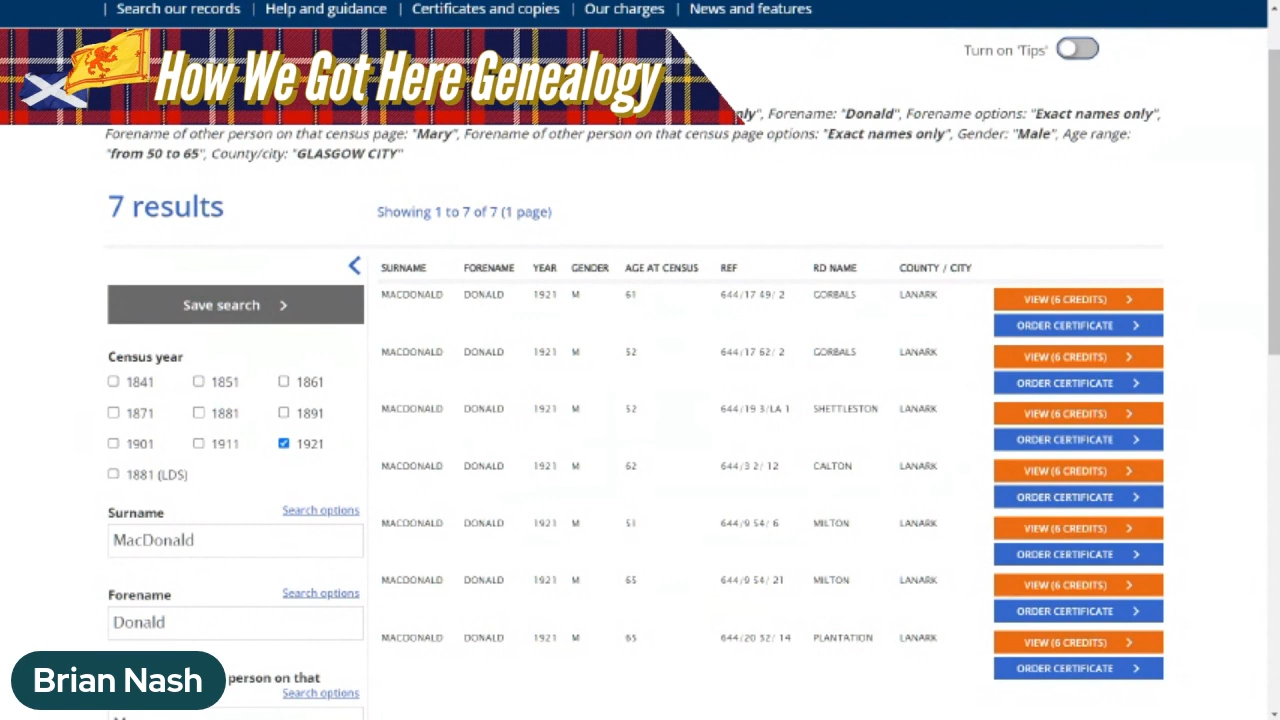 Search our records | Help and guidance | Certificates and copies | Our charges | News and features
Turn on 'Tips'
How We Got Here Genealogy
only", Forename: "Donald", Forename options: "Exact names only",
Forename of other person on that census page: "Mary", Forename of other person on that census page options: "Exact names only", Gender: "Male", Age range:
"from 50 to 65", County/city: "GLASGOW CITY"
7 results
Showing 1 to 7 of 7 (1 page)
SURNAME FORENAME YEAR GENDER AGE AT CENSUS REF RD NAME COUNTY / CITY
MACDONALD DONALD 1921 M 61 644/17 49/ 2 GORBALS LANARK VIEW (6 CREDITS)
ORDER CERTIFICATE
MACDONALD DONALD 1921 M 52 644/17 62/ 2 GORBALS LANARK VIEW (6 CREDITS)
ORDER CERTIFICATE
MACDONALD DONALD 1921 M 52 644/19 3/LA 1 SHETTLESTON LANARK VIEW (6 CREDITS)
ORDER CERTIFICATE
MACDONALD DONALD 1921 M 62 644/3 2/ 12 CALTON LANARK VIEW (6 CREDITS)
ORDER CERTIFICATE
MACDONALD DONALD 1921 M 51 644/9 54/ 6 MILTON LANARK VIEW (6 CREDITS)
ORDER CERTIFICATE
MACDONALD DONALD 1921 M 65 644/9 54/ 21 MILTON LANARK VIEW (6 CREDITS)
ORDER CERTIFICATE
MACDONALD DONALD 1921 M 65 644/20 52/ 14 PLANTATION LANARK VIEW (6 CREDITS)
ORDER CERTIFICATE
Save search
Census year
1841 1851 1861
1871 1881 1891
1901 1911 1921
1881 (LDS)
Surname Search options
MacDonald
Forename Search options
Donald
person on that
Search options
Brian Nash